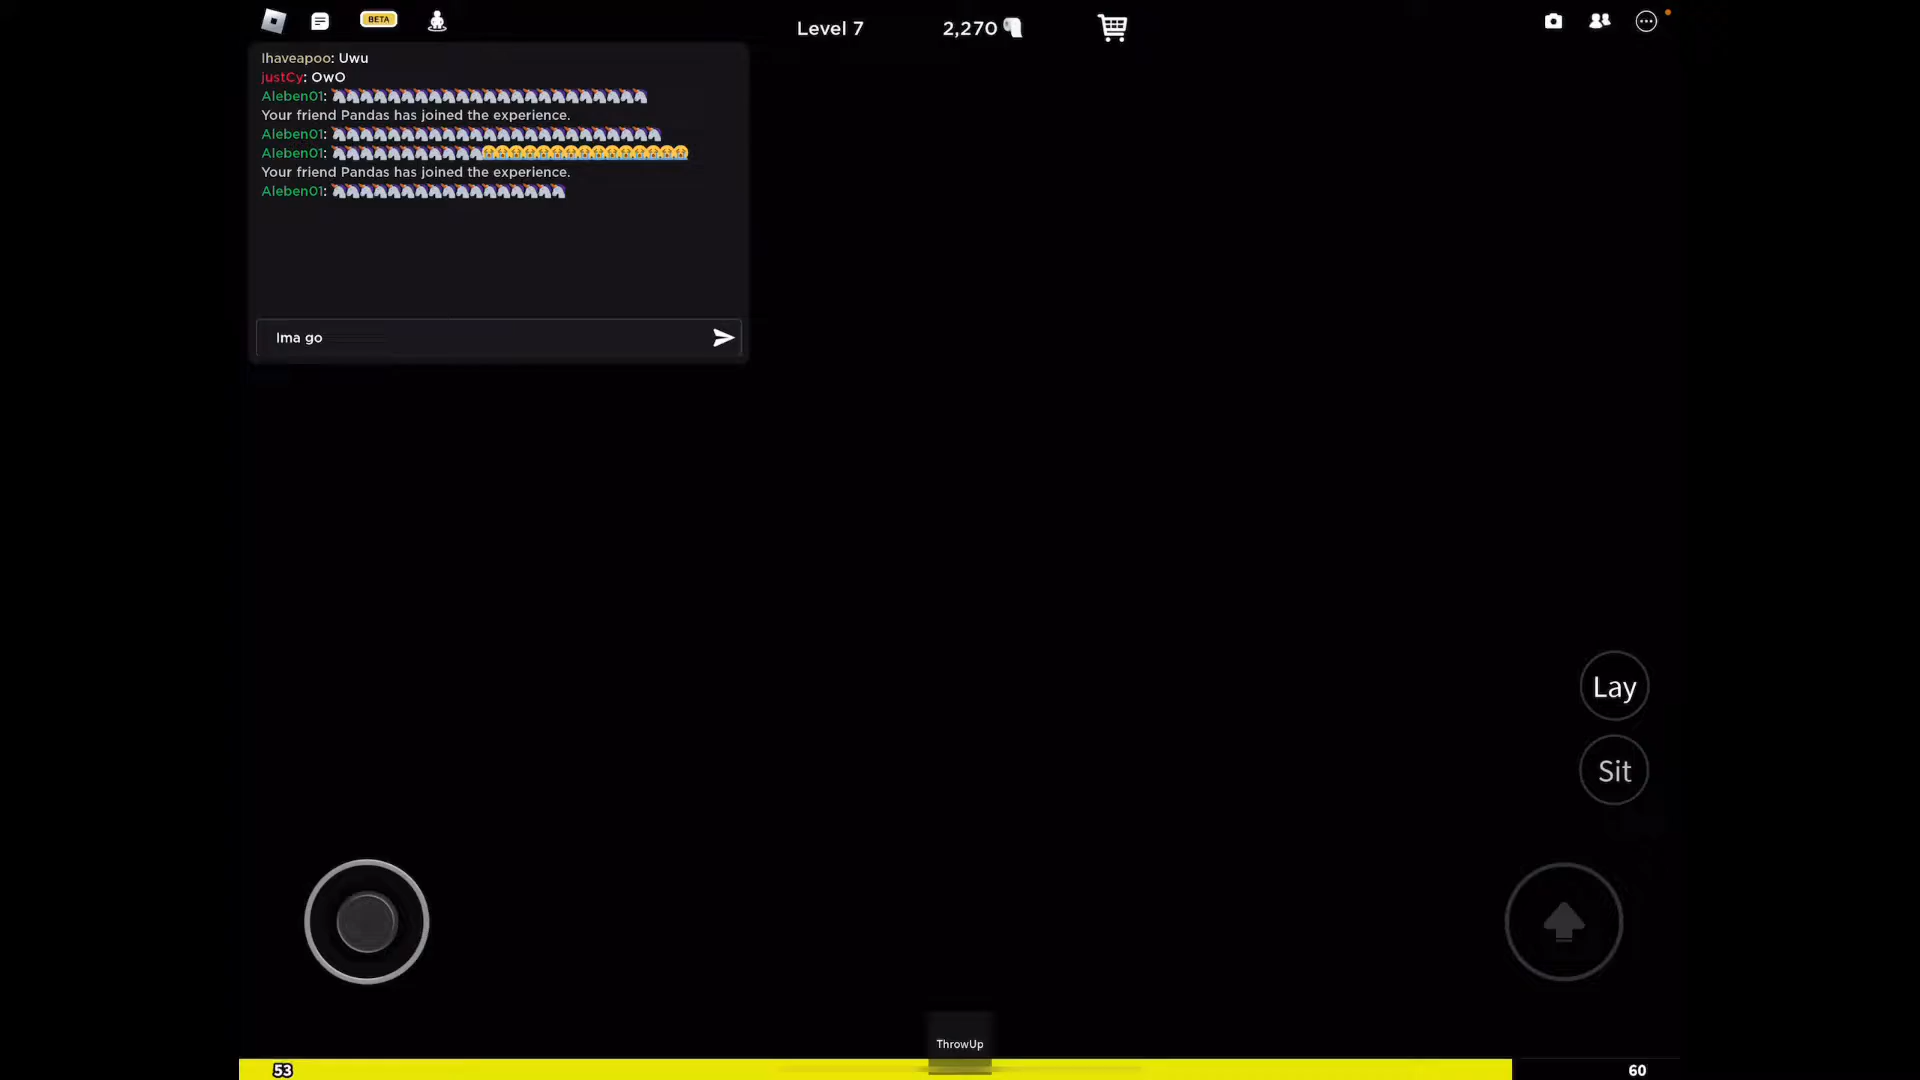 BETA
Level 7
2,270
Ihaveapoo: Uwu
justCy: OwO
Aleben01: 🦄🦄🦄🦄🦄🦄🦄🦄🦄🦄🦄🦄🦄🦄🦄🦄🦄🦄🦄🦄🦄🦄🦄
Your friend Pandas has joined the experience.
Aleben01: 🦄🦄🦄🦄🦄🦄🦄🦄🦄🦄🦄🦄🦄🦄🦄🦄🦄🦄🦄🦄🦄🦄🦄🦄
Aleben01: 🦄🦄🦄🦄🦄🦄🦄🦄🦄🦄🦄😭😭😭😭😭😭😭😭😭😭😭😭😭😭😭
Your friend Pandas has joined the experience.
Aleben01: 🦄🦄🦄🦄🦄🦄🦄🦄🦄🦄🦄🦄🦄🦄🦄🦄🦄
Ima go
Lay
Sit
ThrowUp
53
60